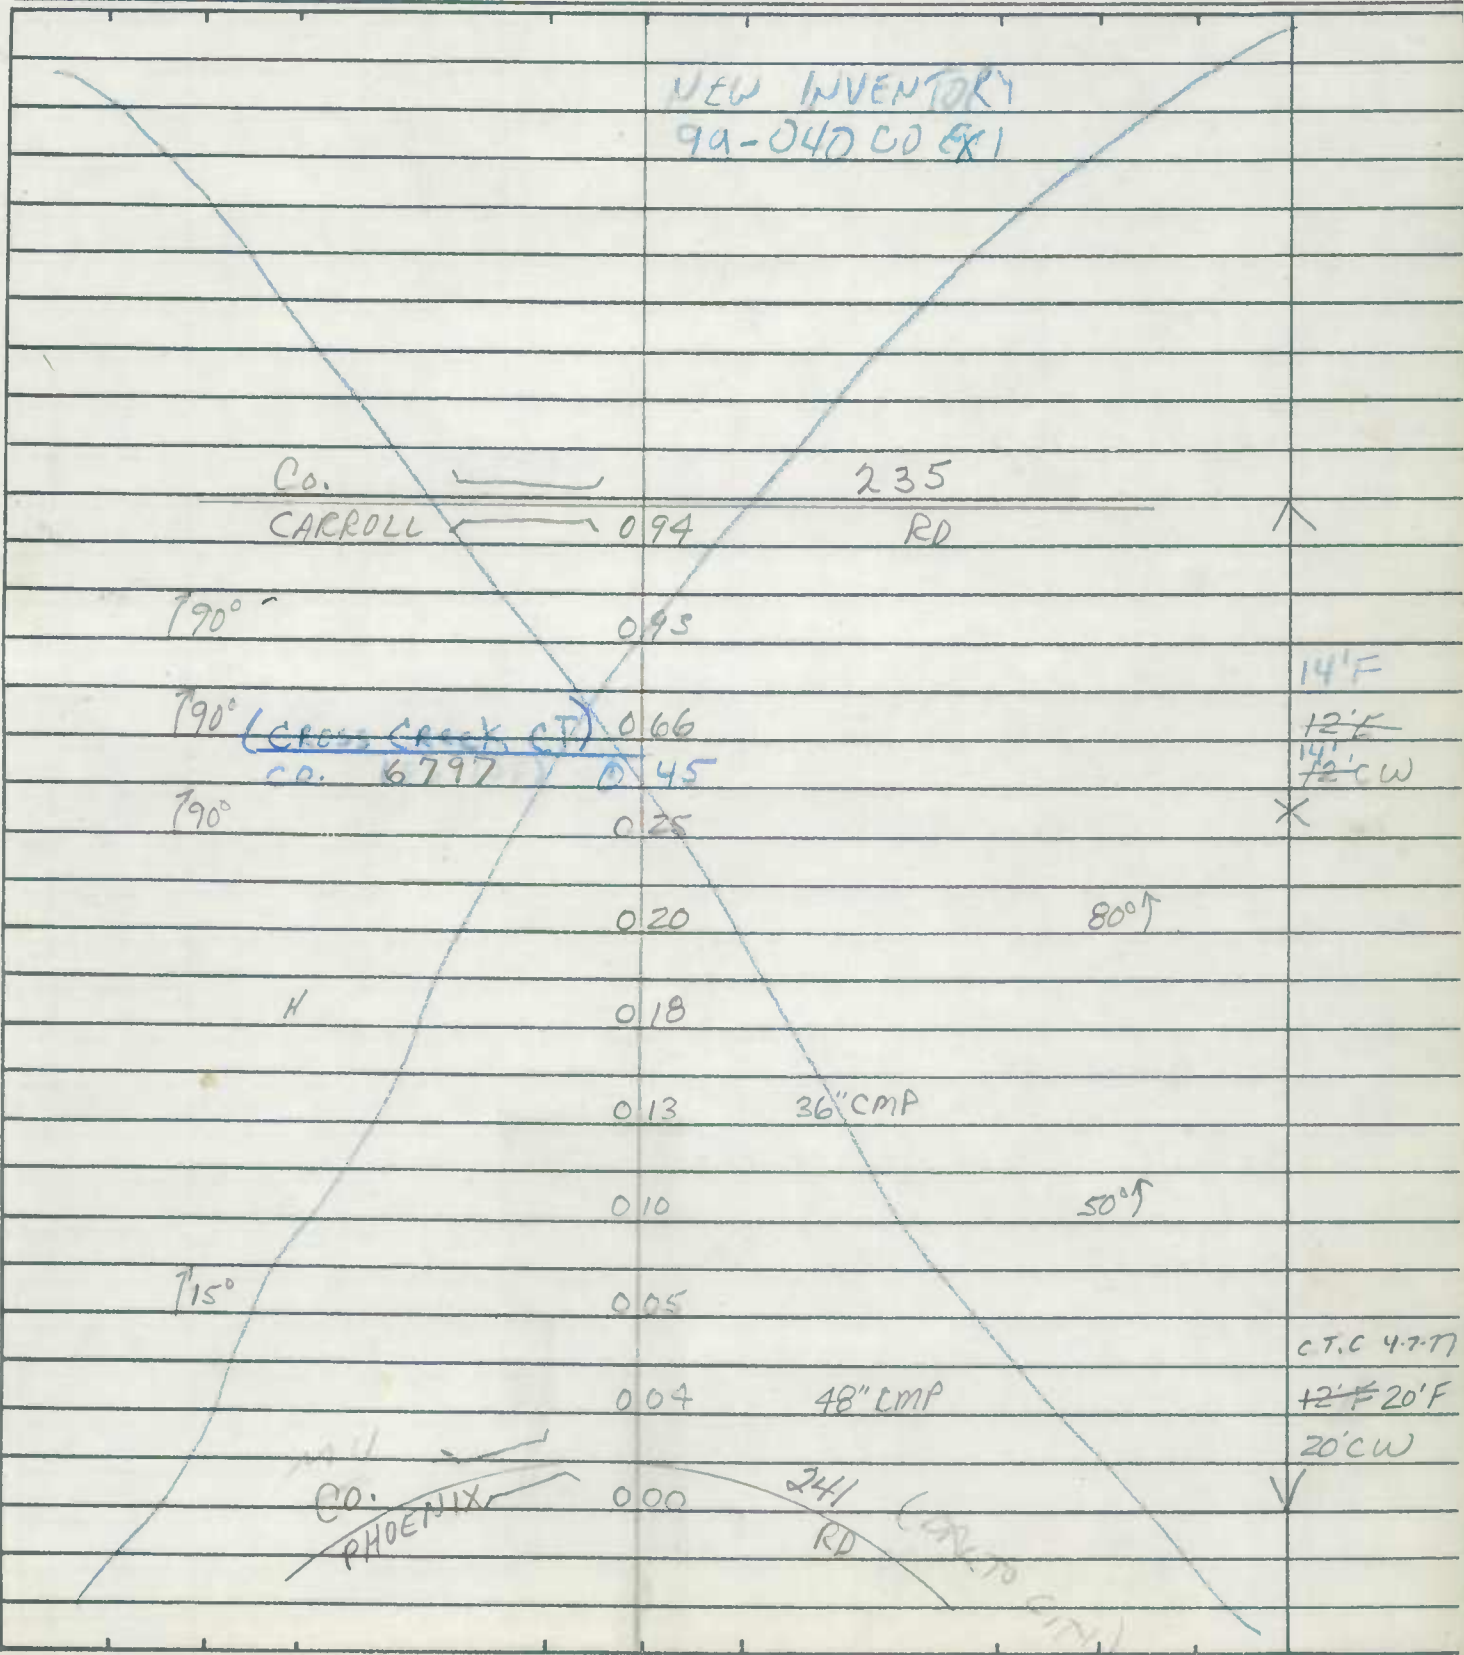 NEW INVENTORY
99-040 CO EX1
Co. 235
CARROLL 0 94 RD
↑90° 0 93
14'F
↑90° (CROSS CREEK CT) 0 66 12'F
CO. 6797 0 45 14' 12' CW
↑90° 0 25
0 20 80°↑
H 0 18
0 13 36" CMP
0 10 50°↑
↑15° 0 05
C.T.C 4-7-77
0 04 48" CMP 12'F 20'F
20'CW
Co. 0 00 241
PHOENIX RD